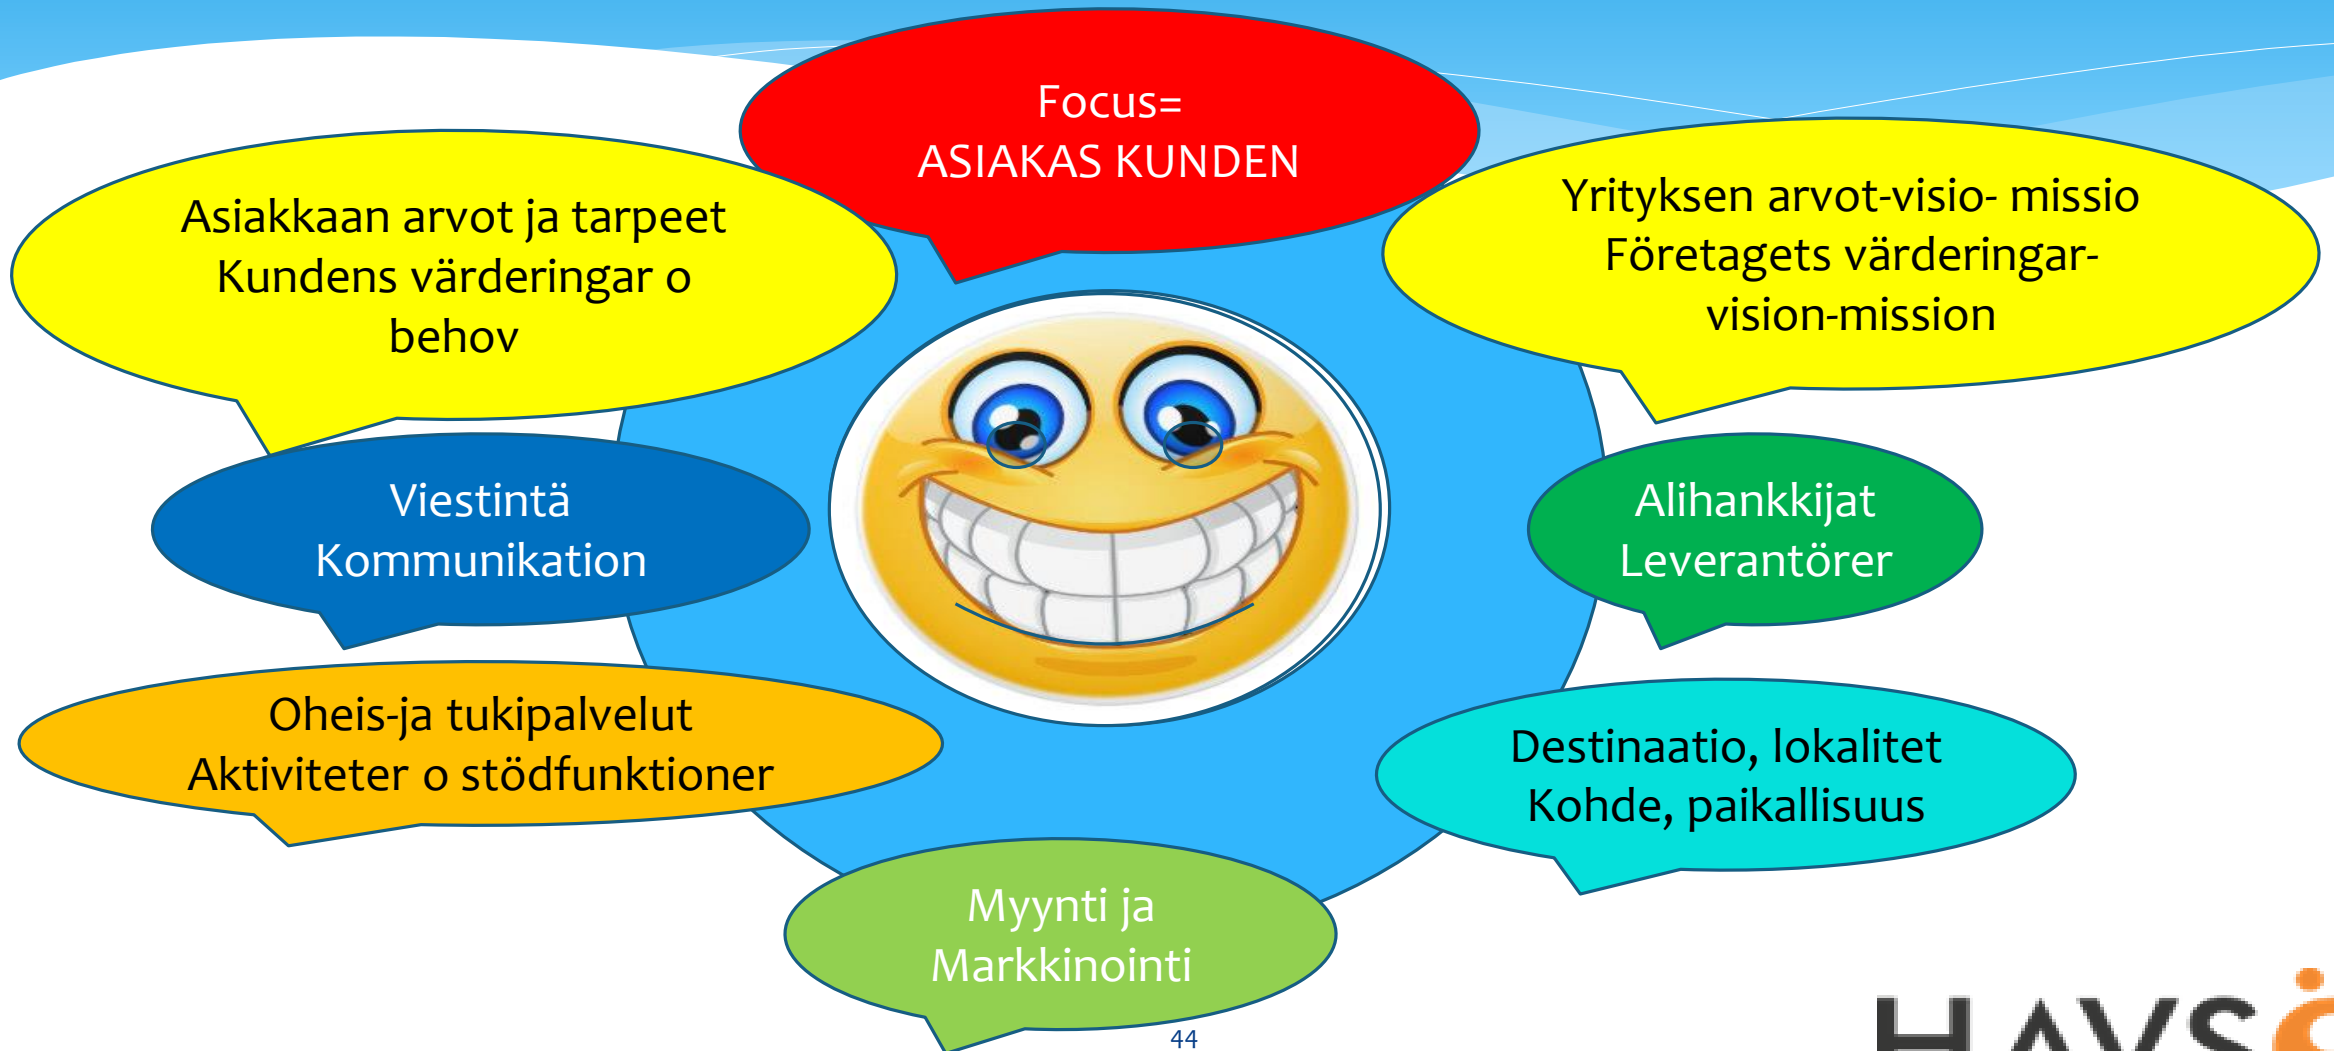 Focus=
ASIAKAS KUNDEN
Asiakkaan arvot ja tarpeet
Kundens värderingar o
behov
Yrityksen arvot-visio- missio
Företagets värderingar-
vision-mission
Viestintä
Kommunikation
Alihankkijat
Leverantörer
Oheis-ja tukipalvelut
Aktiviteter o stödfunktioner
Destinaatio, lokalitet
Kohde, paikallisuus
Myynti ja
Markkinointi
44